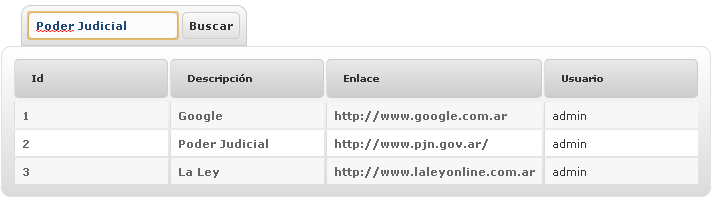 Poder Judicial Buscar
Id Descripción Enlace Usuario
1 Google http://www.google.com.ar admin
2 Poder Judicial http://www.pjn.gov.ar/ admin
3 La Ley http://www.laleyonline.com.ar admin